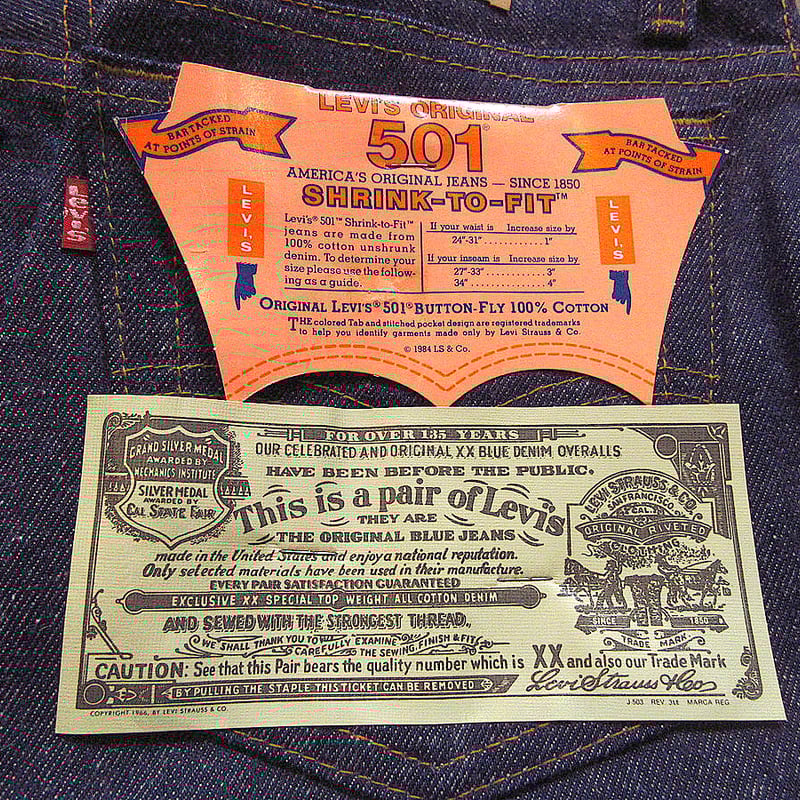 LEVI'S ORIGINAL
501®
BAR TACKED
AT POINTS OF STRAIN
BAR TACKED
AT POINTS OF STRAIN
AMERICA'S ORIGINAL JEANS — SINCE 1850
SHRINK-TO-FIT™
LEVI'S
LEVI'S
LEVI'S
Levi's® 501™ Shrink-to-Fit™
jeans are made from
100% cotton unshrunk
denim. To determine your
size please use the follow-
ing as a guide.
If your waist is Increase size by
24"-31" ............ 1"
If your inseam is Increase size by
27"-33" ............ 3"
34" ............ 4"
ORIGINAL LEVI'S® 501® BUTTON-FLY 100% COTTON
THE colored Tab and stitched pocket design are registered trademarks
to help you identify garments made only by Levi Strauss & Co.
© 1984 LS & Co.
FOR OVER 135 YEARS
OUR CELEBRATED AND ORIGINAL XX BLUE DENIM OVERALLS
HAVE BEEN BEFORE THE PUBLIC.
This is a pair of Levi's
THEY ARE
THE ORIGINAL BLUE JEANS
made in the United States and enjoy a national reputation.
Only selected materials have been used in their manufacture.
EVERY PAIR SATISFACTION GUARANTEED
EXCLUSIVE XX SPECIAL TOP WEIGHT ALL COTTON DENIM
AND SEWED WITH THE STRONGEST THREAD.
WE SHALL THANK YOU TO CAREFULLY EXAMINE THE SEWING, FINISH & FIT
GRAND SILVER MEDAL
AWARDED BY
MECHANICS INSTITUTE
SILVER MEDAL
AWARDED BY
CAL STATE FAIR
LEVI STRAUSS & CO.
SAN FRANCISCO
CAL.
ORIGINAL RIVETED
CLOTHING
SINCE 1850
TRADE MARK
CAUTION: See that this Pair bears the quality number which is XX and also our Trade Mark
BY PULLING THE STAPLE THIS TICKET CAN BE REMOVED
Levi Strauss & Co
COPYRIGHT 1966, BY LEVI STRAUSS & CO.
J 503 REV. 3 MARCA REG.